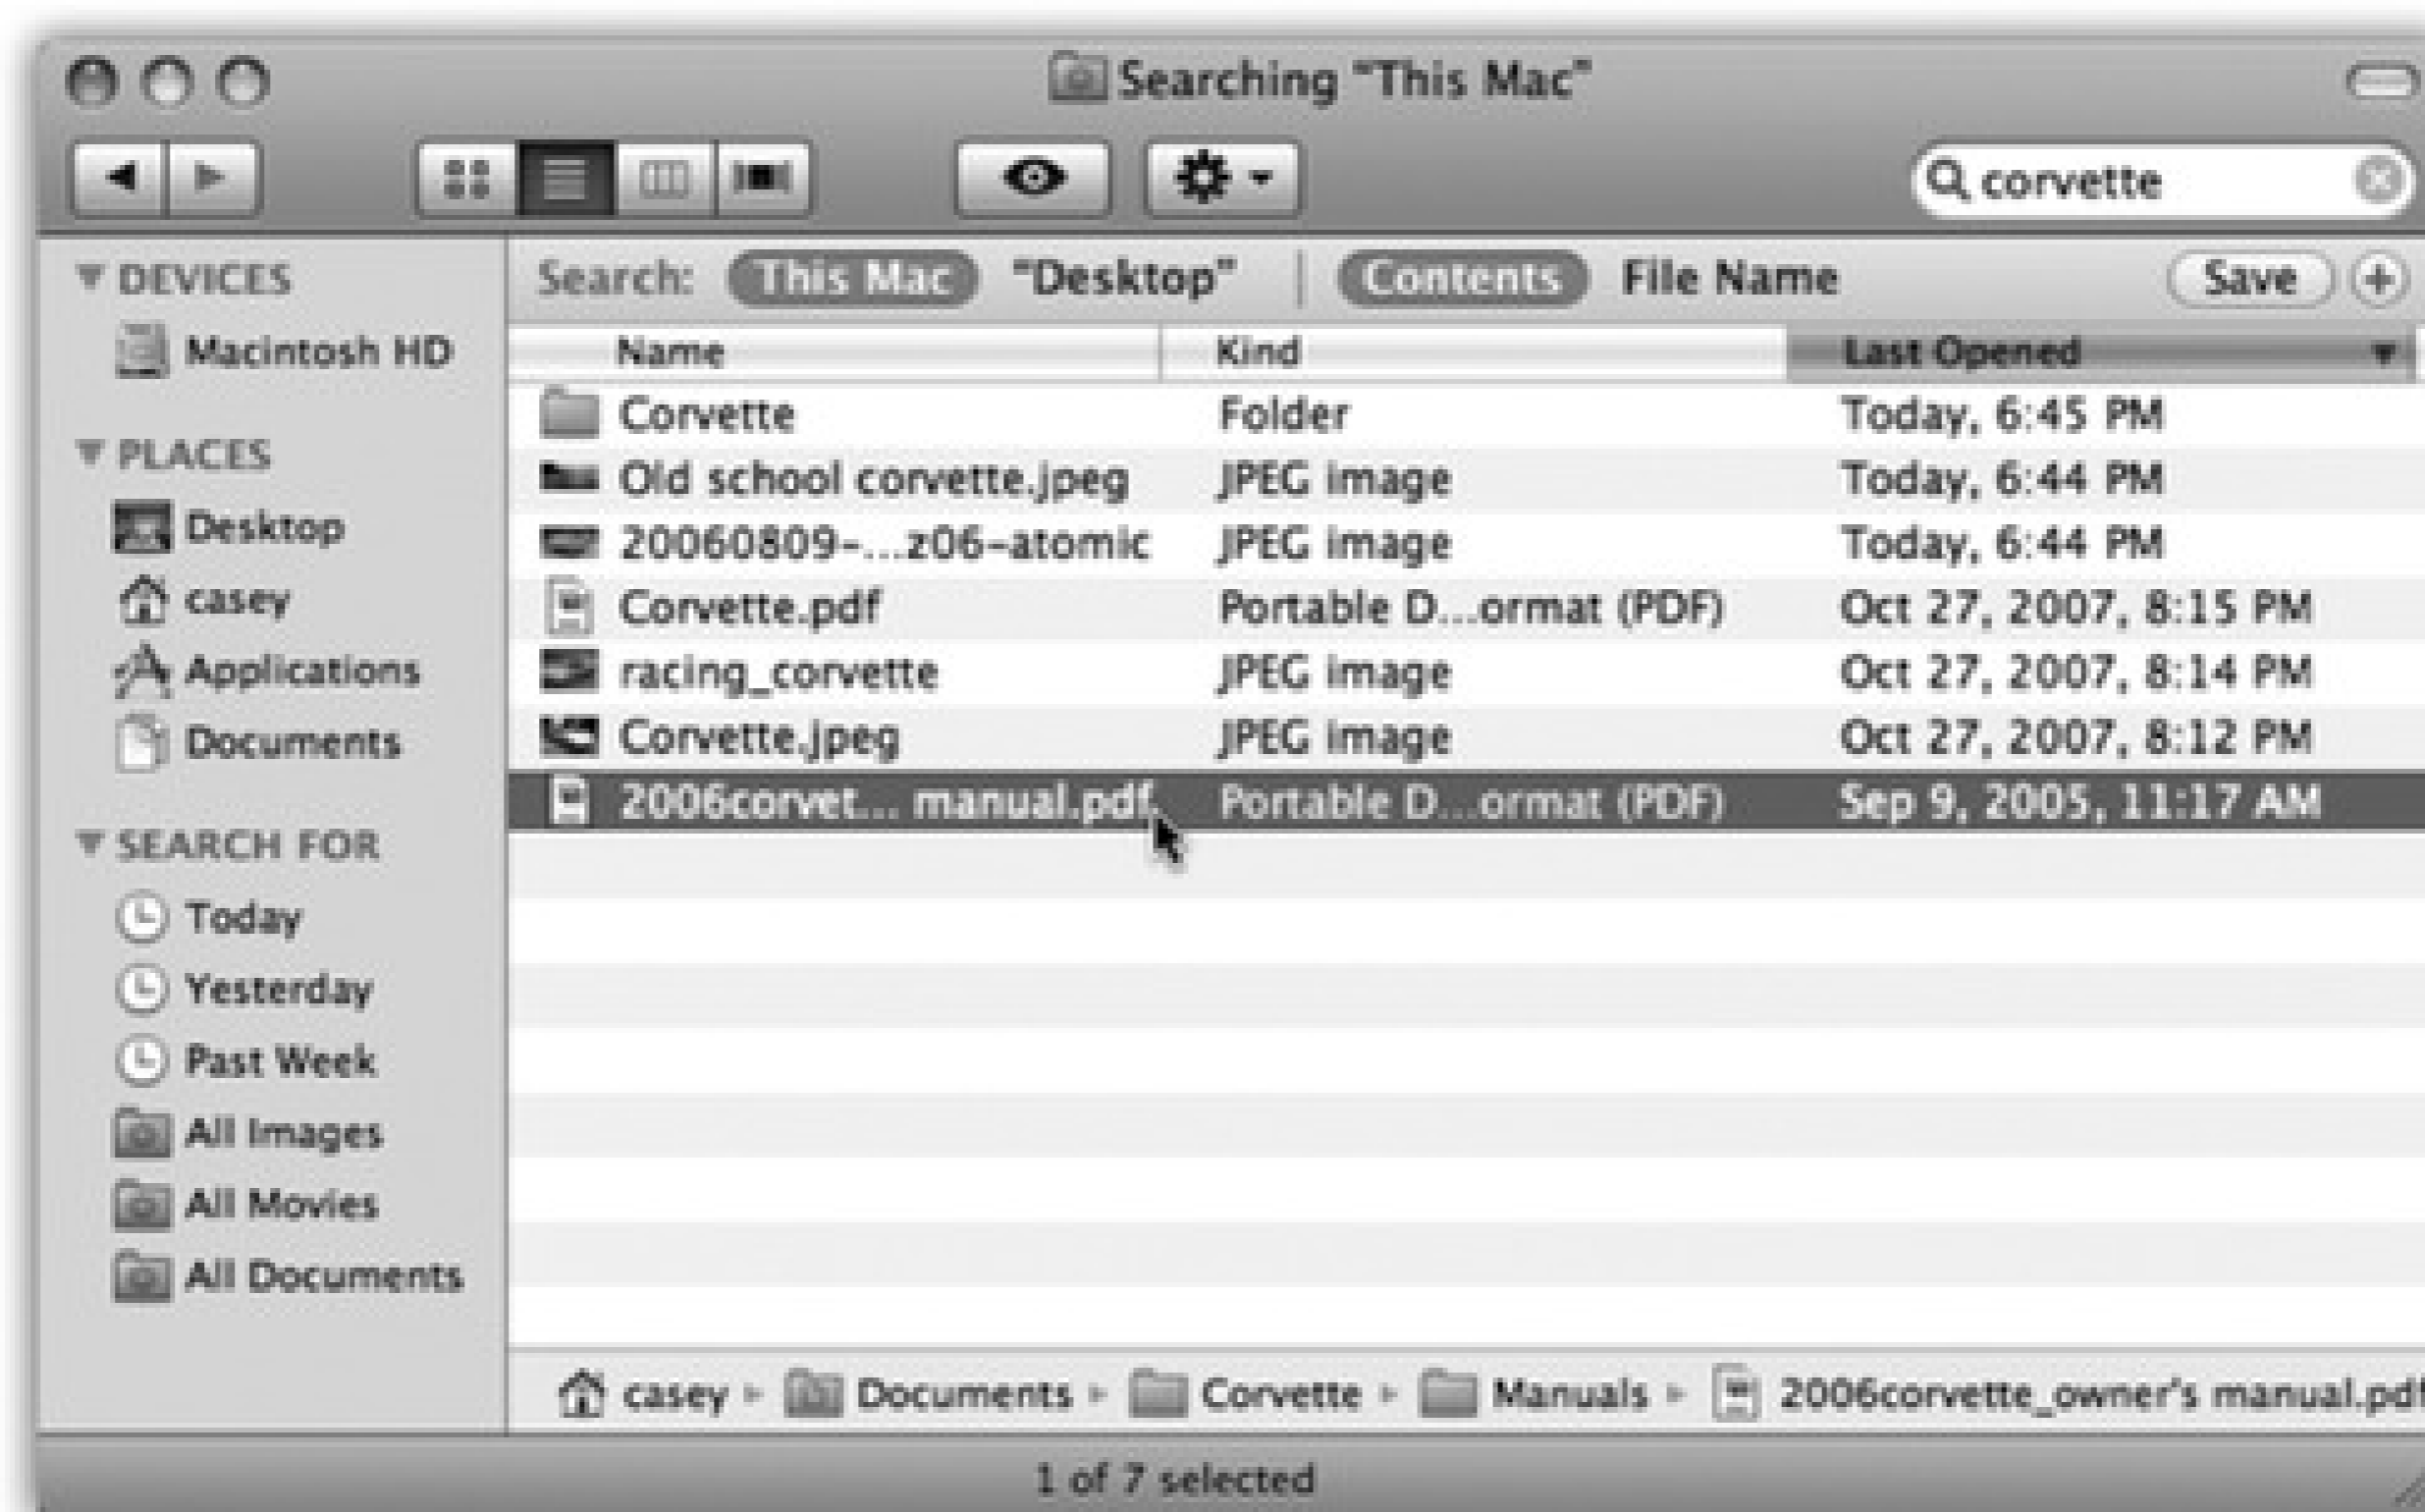 Searching "This Mac"
corvette
DEVICES
Macintosh HD
PLACES
Desktop
casey
Applications
Documents
SEARCH FOR
Today
Yesterday
Past Week
All Images
All Movies
All Documents
Search: This Mac "Desktop" Contents File Name Save
Name Kind Last Opened
Corvette Folder Today, 6:45 PM
Old school corvette.jpeg JPEG image Today, 6:44 PM
20060809-...z06-atomic JPEG image Today, 6:44 PM
Corvette.pdf Portable D...ormat (PDF) Oct 27, 2007, 8:15 PM
racing_corvette JPEG image Oct 27, 2007, 8:14 PM
Corvette.jpeg JPEG image Oct 27, 2007, 8:12 PM
2006corvet... manual.pdf Portable D...ormat (PDF) Sep 9, 2005, 11:17 AM
casey Documents Corvette Manuals 2006corvette_owner's manual.pdf
1 of 7 selected